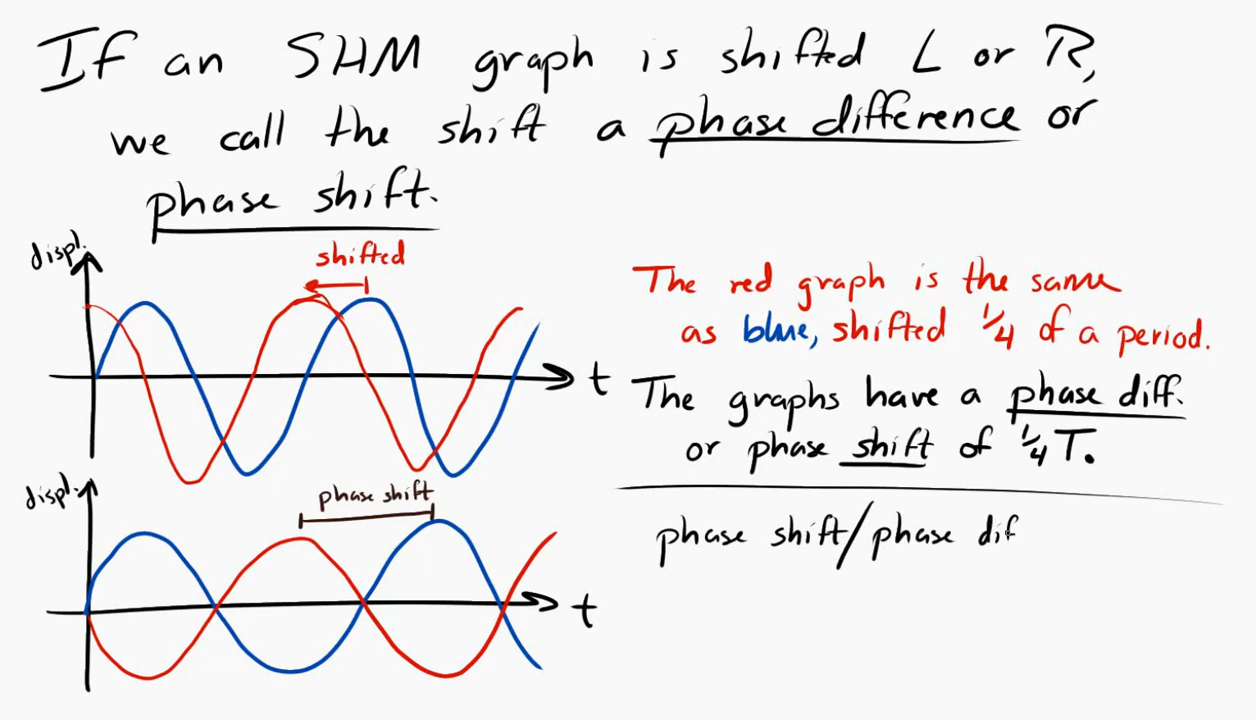 If an SHM graph is shifted L or R,
we call the shift a phase difference or
phase shift.
displ.
shifted
t
The red graph is the same
as blue, shifted 1/4 of a period.
The graphs have a phase diff.
or phase shift of 1/4 T.
displ.
phase shift
t
phase shift/phase dif